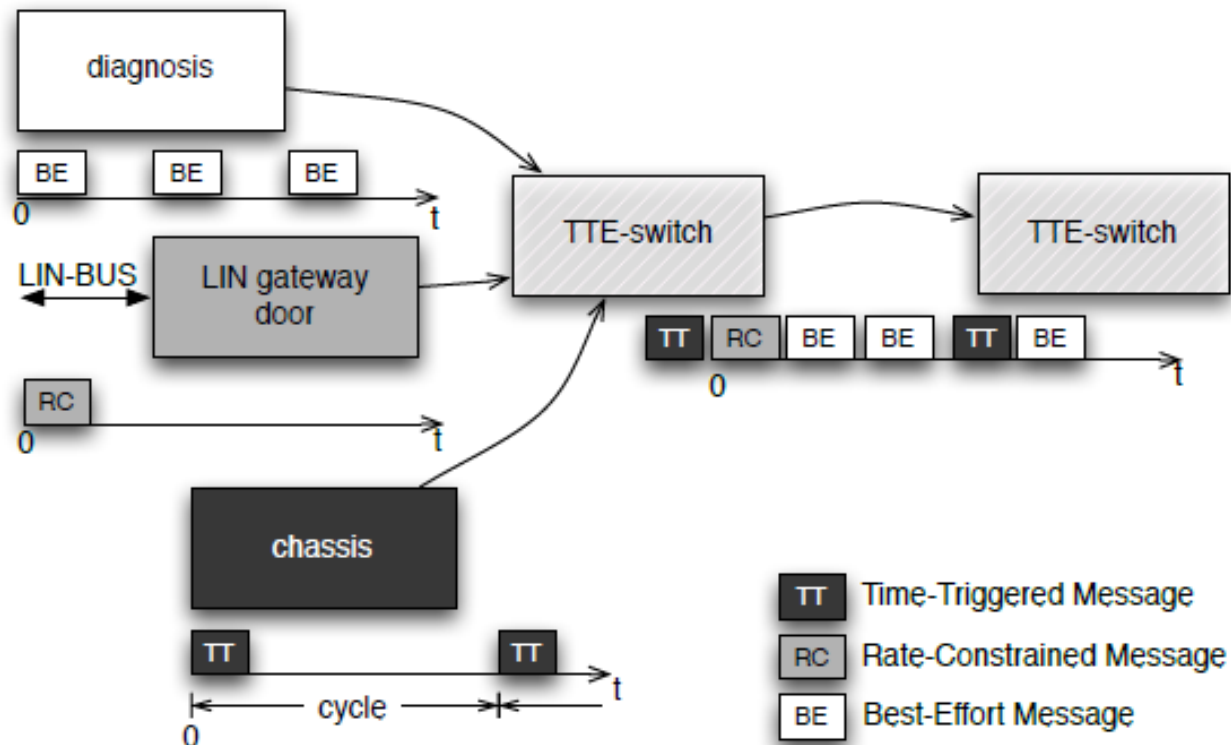 diagnosis
BE BE BE
0 t
LIN-BUS
LIN gateway
door
RC
0 t
chassis
TT TT
t
cycle
0
TTE-switch
TTE-switch
TT RC BE BE TT BE
0 t
TT Time-Triggered Message
RC Rate-Constrained Message
BE Best-Effort Message